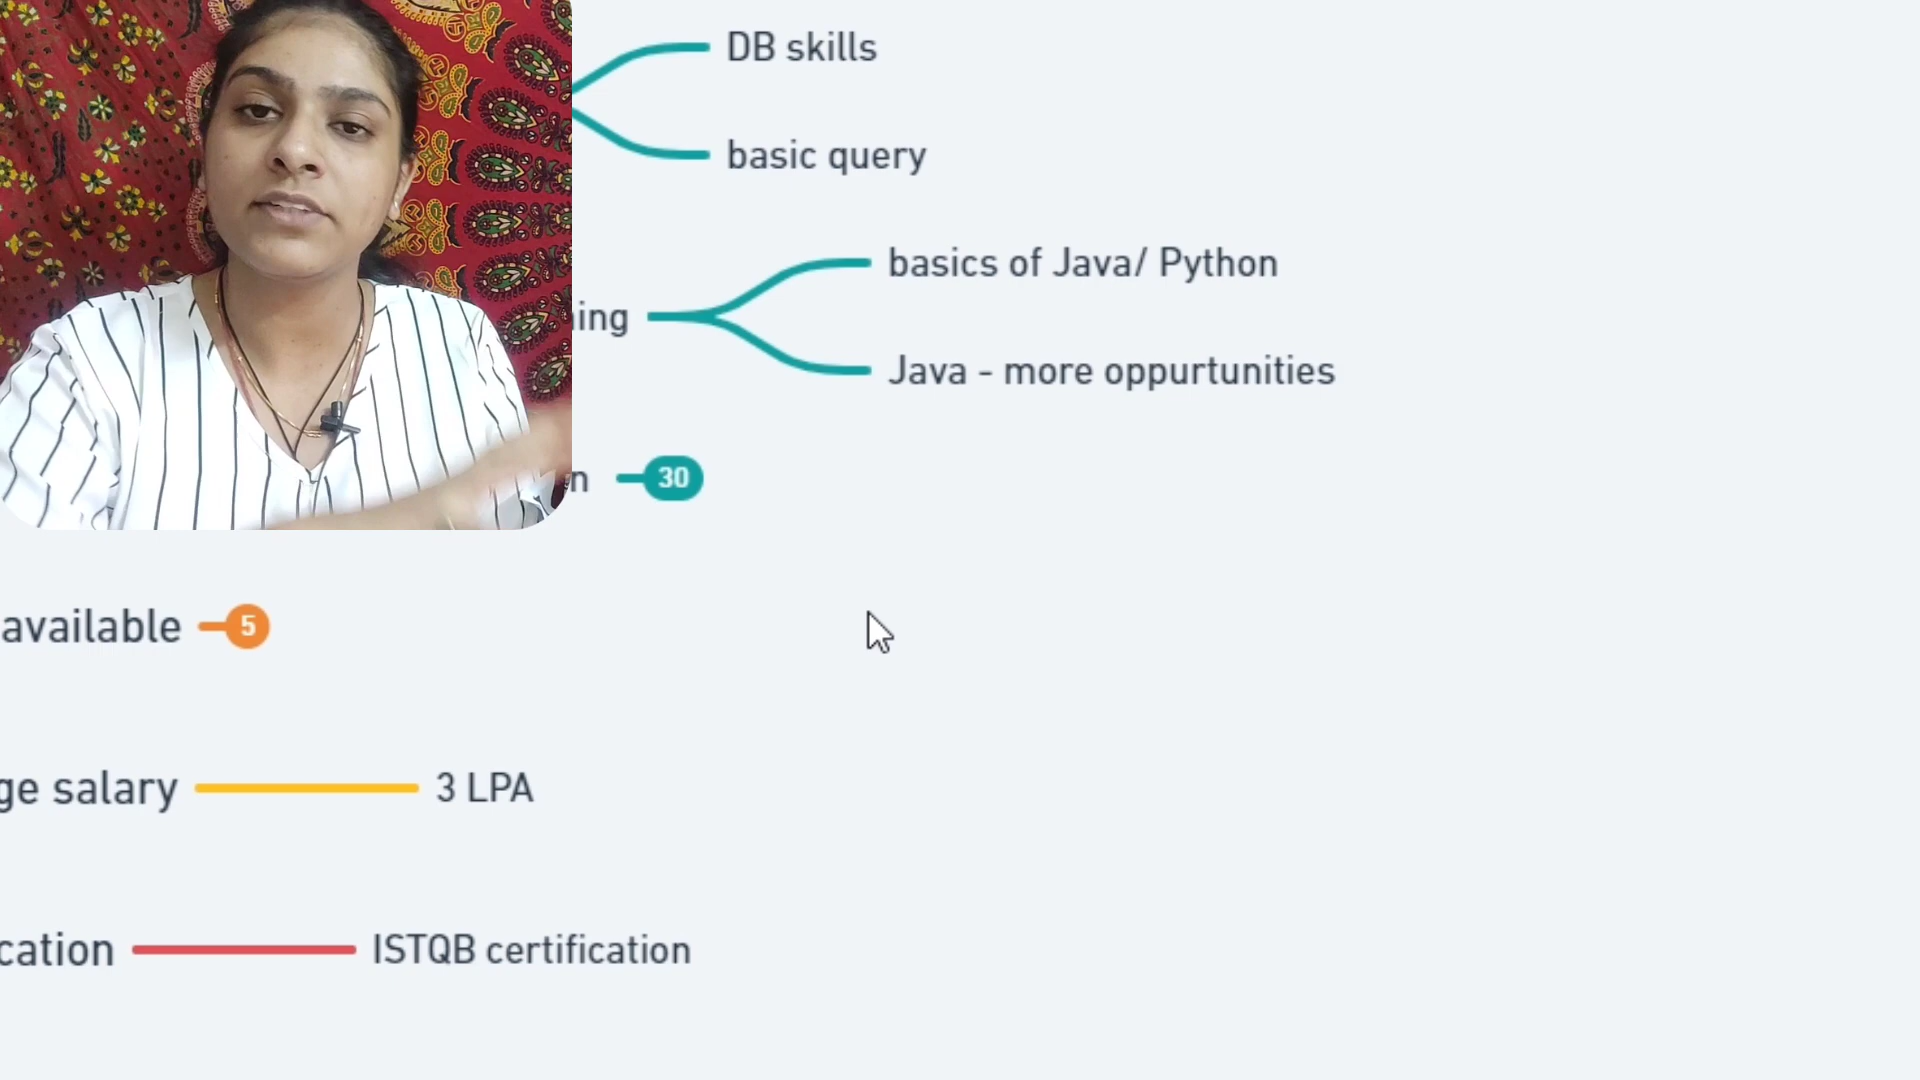 DB skills
basic query
basics of Java/ Python
ing
Java - more oppurtunities
n
30
available
5
ge salary
3 LPA
cation
ISTQB certification